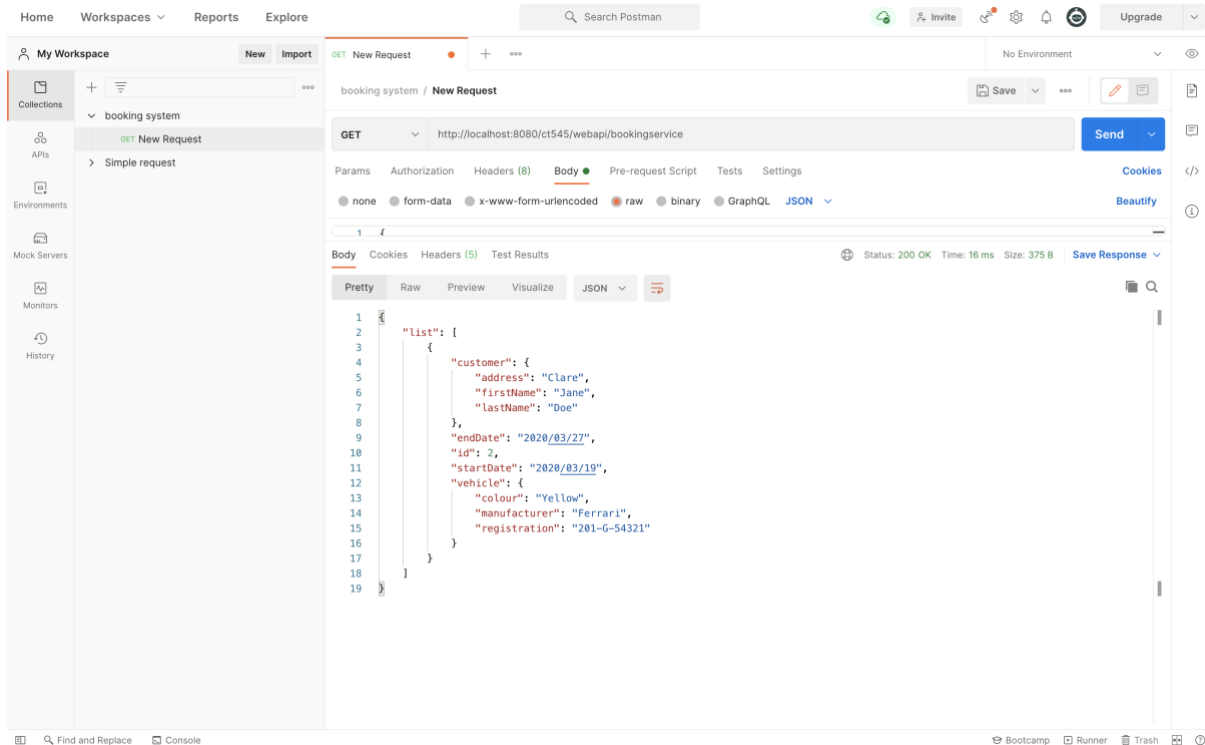 Home Workspaces Reports Explore Search Postman Invite Upgrade
My Workspace New Import GET New Request No Environment
Collections
APIs
Environments
Mock Servers
Monitors
History
booking system
GET New Request
Simple request
booking system / New Request Save
GET http://localhost:8080/ct545/webapi/bookingservice Send
Params Authorization Headers (8) Body Pre-request Script Tests Settings Cookies
none form-data x-www-form-urlencoded raw binary GraphQL JSON Beautify
1 {
Body Cookies Headers (5) Test Results Status: 200 OK Time: 16 ms Size: 375 B Save Response
Pretty Raw Preview Visualize JSON
1 {
2 "list": [
3 {
4 "customer": {
5 "address": "Clare",
6 "firstName": "Jane",
7 "lastName": "Doe"
8 },
9 "endDate": "2020/03/27",
10 "id": 2,
11 "startDate": "2020/03/19",
12 "vehicle": {
13 "colour": "Yellow",
14 "manufacturer": "Ferrari",
15 "registration": "201-G-54321"
16 }
17 }
18 ]
19 }
Find and Replace Console Bootcamp Runner Trash